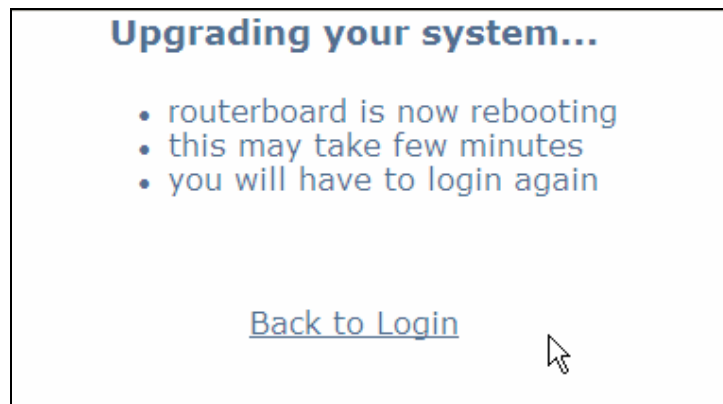 Upgrading your system...
• routerboard is now rebooting
• this may take few minutes
• you will have to login again
Back to Login